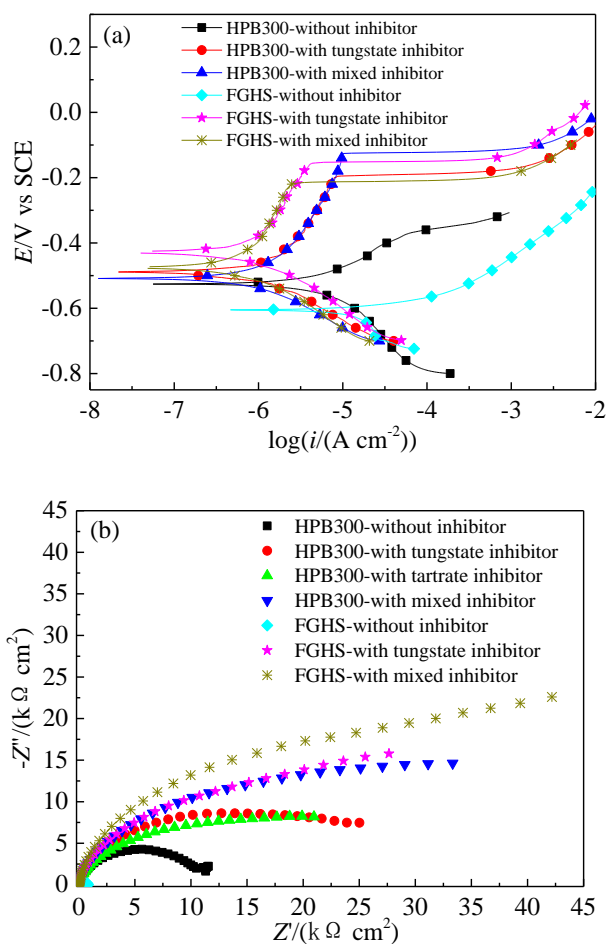 (a)
HPB300-without inhibitor
HPB300-with tungstate inhibitor
HPB300-with mixed inhibitor
FGHS-without inhibitor
FGHS-with tungstate inhibitor
FGHS-with mixed inhibitor
E/V vs SCE
0.2
0.0
-0.2
-0.4
-0.6
-0.8
-8 -7 -6 -5 -4 -3 -2
log(i/(A cm⁻²))
(b)
HPB300-without inhibitor
HPB300-with tungstate inhibitor
HPB300-with tartrate inhibitor
HPB300-with mixed inhibitor
FGHS-without inhibitor
FGHS-with tungstate inhibitor
FGHS-with mixed inhibitor
-Z″/(k Ω cm²)
45
40
35
30
25
20
15
10
5
0
0 5 10 15 20 25 30 35 40 45
Z'/(k Ω cm²)